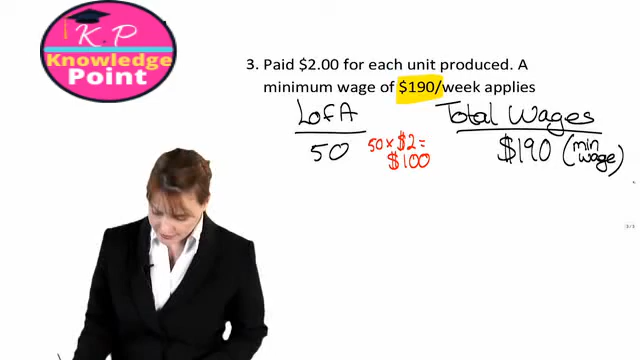 K.P
Knowledge
Point
3. Paid $2.00 for each unit produced. A
minimum wage of $190/week applies
L of A
Total Wages
50
50 × $2 =
$100
$190 (min wage)